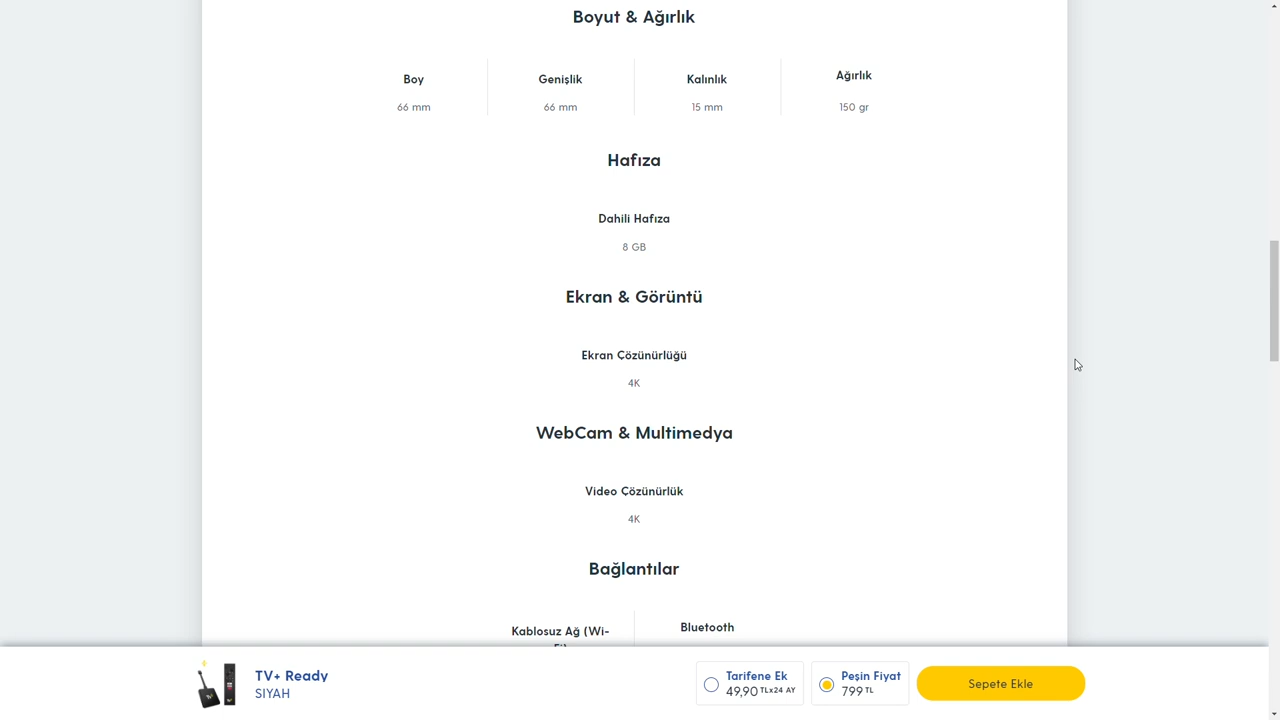 Boyut & Ağırlık
Boy
Genişlik
Kalınlık
Ağırlık
66 mm
66 mm
15 mm
150 gr
Hafıza
Dahili Hafıza
8 GB
Ekran & Görüntü
Ekran Çözünürlüğü
4K
WebCam & Multimedya
Video Çözünürlük
4K
Bağlantılar
Kablosuz Ağ (Wi-
Bluetooth
TV+ Ready
SIYAH
Tarifene Ek
49,90 TLx24 AY
Peşin Fiyat
799 TL
Sepete Ekle